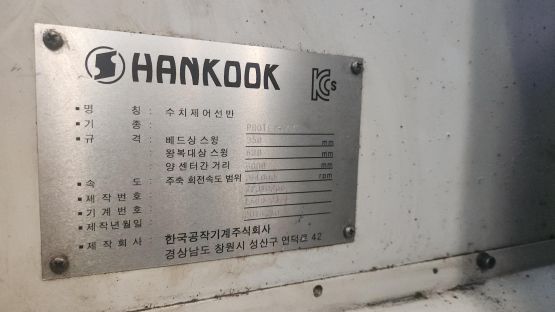 HANKOOK
KCs
■ 명 칭 : 수치제어선반
■ 기 종 :
■ 규 격 : 베드상 스윙 mm
왕복대상 스윙 mm
양 센터간 거리 mm
■ 속 도 : 주축 회전속도 범위 rpm
■ 제작번호 :
■ 기계번호 :
■ 제작년월일 :
■ 제작회사 한국공작기계주식회사
경상남도 창원시 성산구 연덕로 42